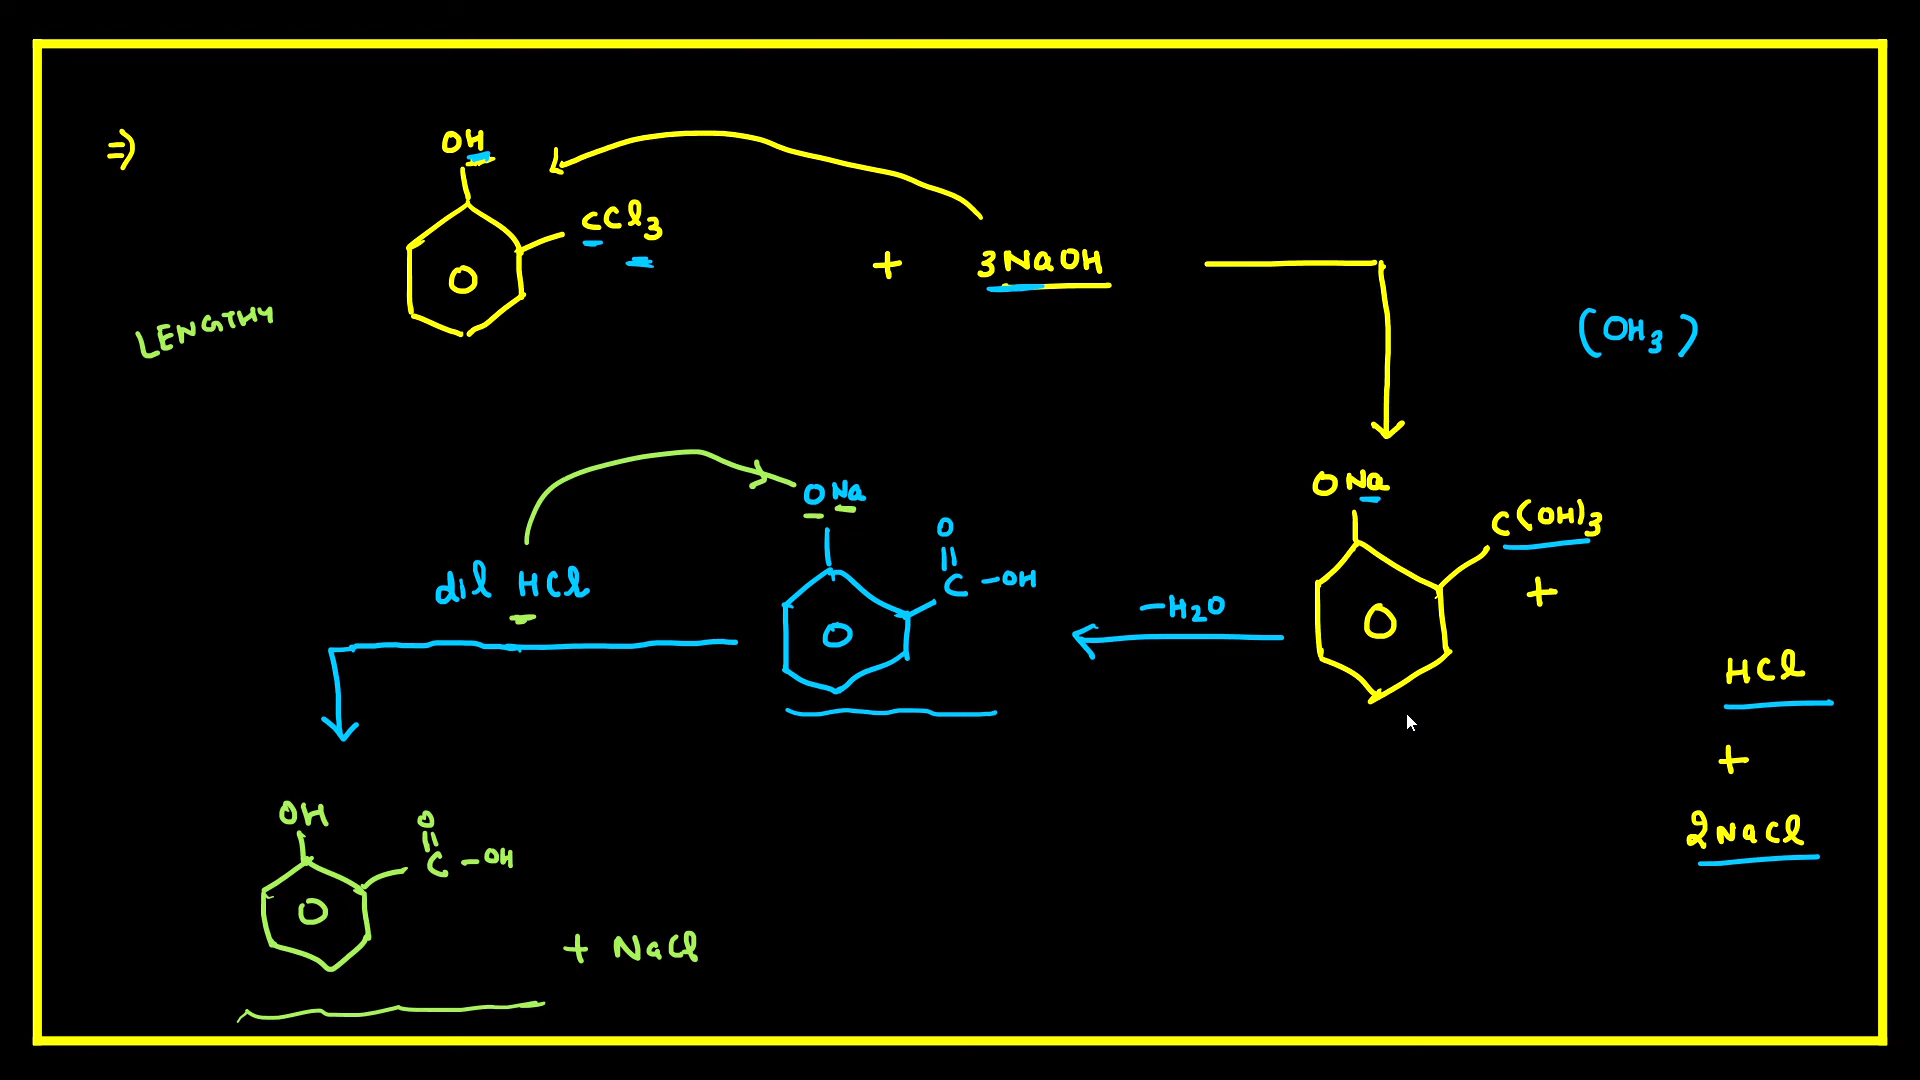 ⇒
OH
CCl3
+ 3NaOH
LENGTHY
(OH3)
ONa
C(OH)3
+
HCl
+
2NaCl
-H2O
ONa
O
||
C-OH
dil HCl
OH
O
||
C-OH
+ NaCl